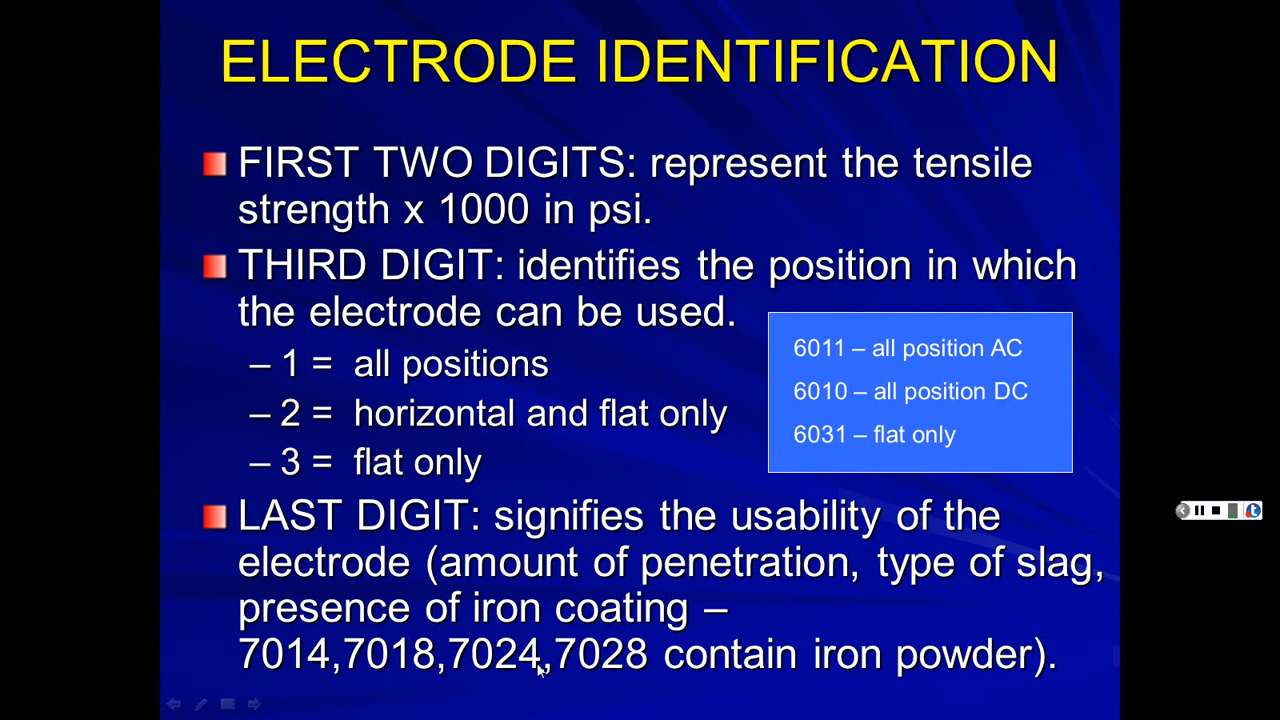 ELECTRODE IDENTIFICATION
FIRST TWO DIGITS: represent the tensile
strength x 1000 in psi.
THIRD DIGIT: identifies the position in which
the electrode can be used.
– 1 = all positions
– 2 = horizontal and flat only
– 3 = flat only
6011 – all position AC
6010 – all position DC
6031 – flat only
LAST DIGIT: signifies the usability of the
electrode (amount of penetration, type of slag,
presence of iron coating –
7014,7018,7024,7028 contain iron powder).